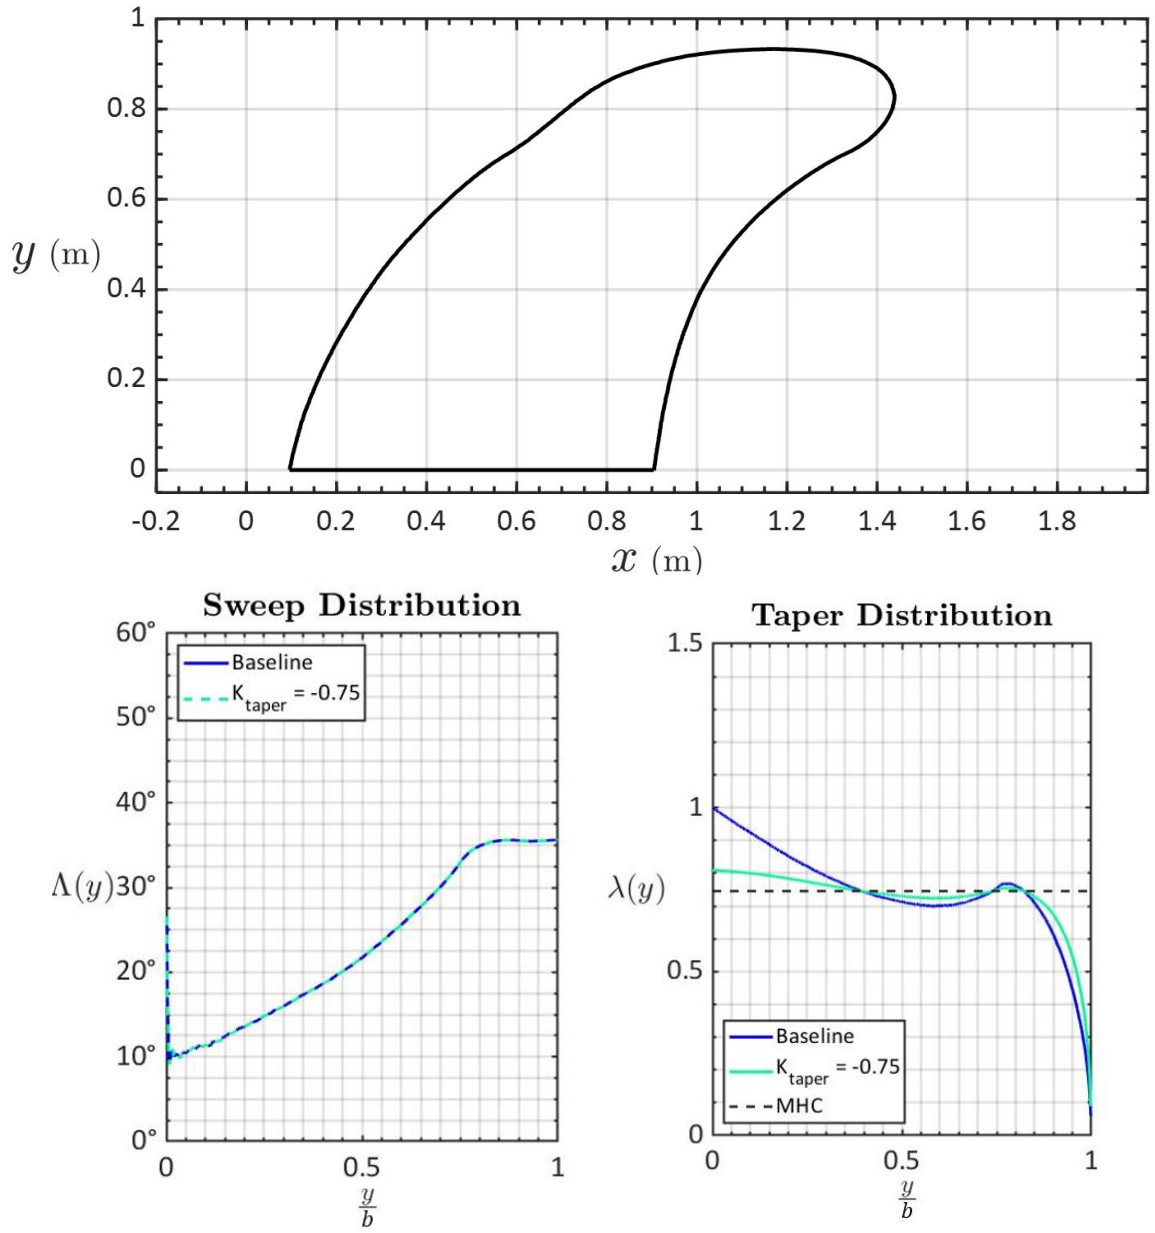 1
0.8
0.6
y (m)
0.4
0.2
0
-0.2 0 0.2 0.4 0.6 0.8 1 1.2 1.4 1.6 1.8
x (m)
Sweep Distribution
60°
Baseline
K taper = -0.75
50°
40°
Λ(y) 30°
20°
10°
0°
0 0.5 1
y/b
Taper Distribution
1.5
1
λ(y)
0.5
Baseline
K taper = -0.75
MHC
0
0 0.5 1
y/b